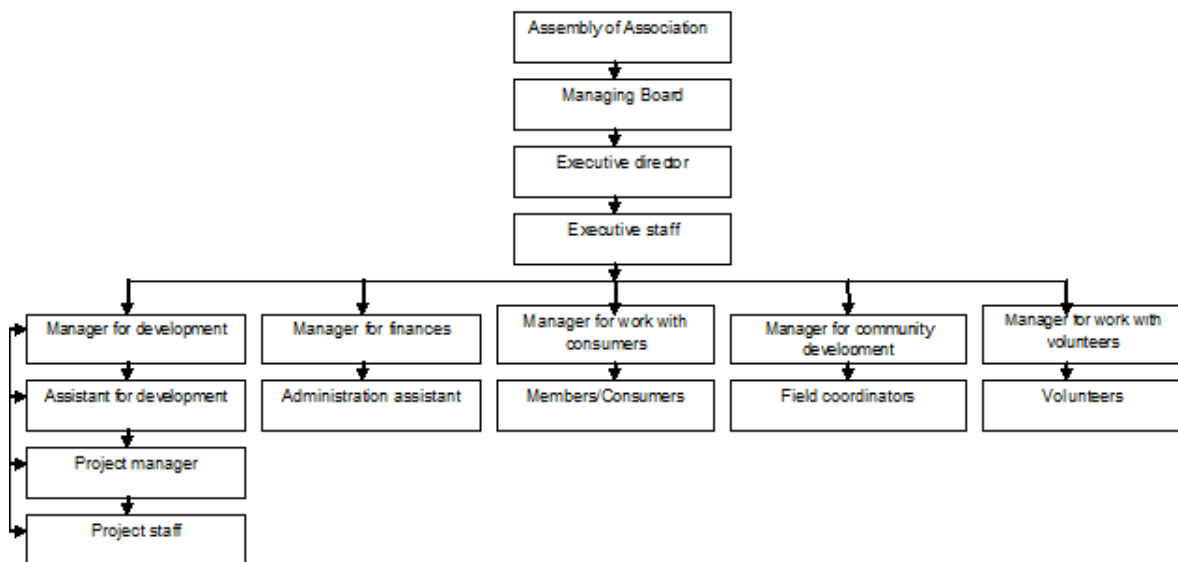 Assembly of Association
Managing Board
Executive director
Executive staff
Manager for development
Manager for finances
Manager for work with
consumers
Manager for community
development
Manager for work with
volunteers
Assistant for development
Administration assistant
Members/Consumers
Field coordinators
Volunteers
Project manager
Project staff